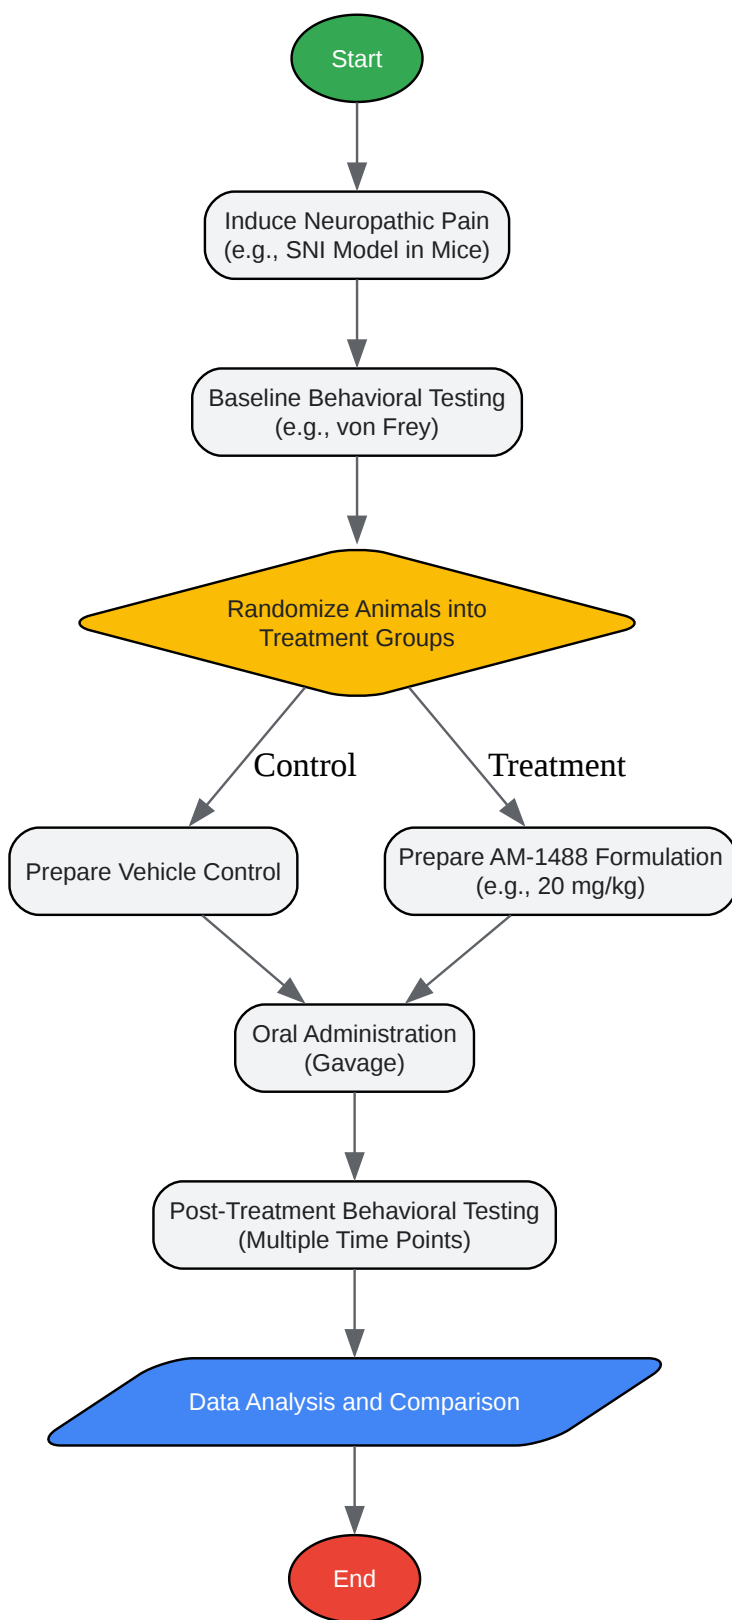 Start
Induce Neuropathic Pain
(e.g., SNI Model in Mice)
Baseline Behavioral Testing
(e.g., von Frey)
Randomize Animals into
Treatment Groups
Control
Treatment
Prepare Vehicle Control
Prepare AM-1488 Formulation
(e.g., 20 mg/kg)
Oral Administration
(Gavage)
Post-Treatment Behavioral Testing
(Multiple Time Points)
Data Analysis and Comparison
End